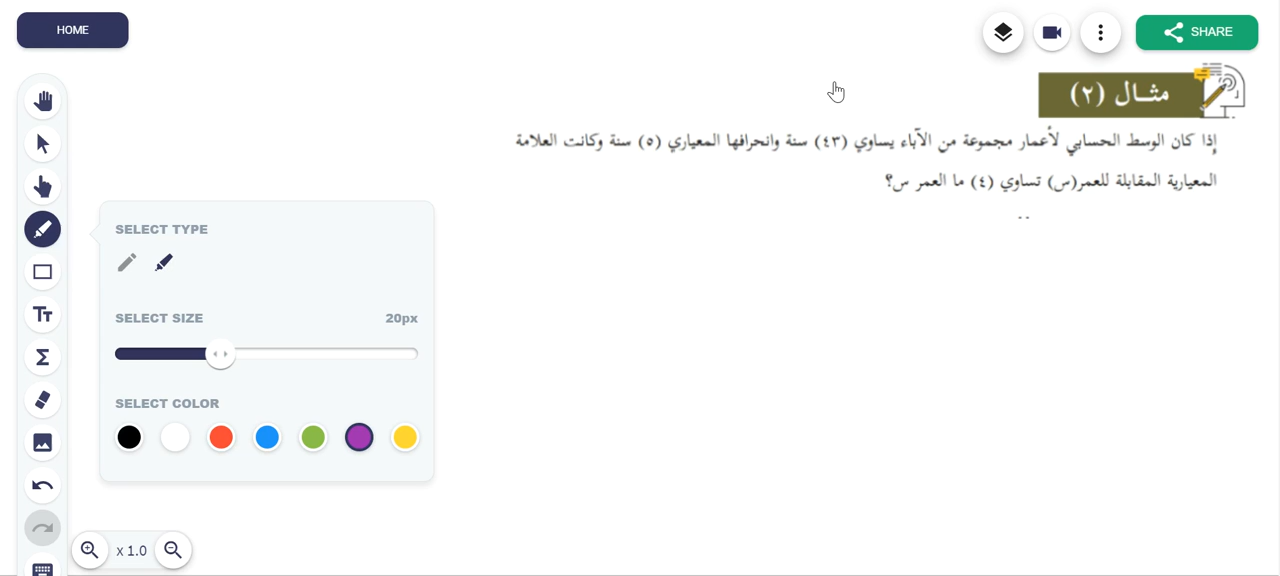 HOME
SHARE
مثـال (٢)
إذا كان الوسط الحسابي لأعمار مجموعة من الآباء يساوي (٤٣) سنة وانحرافها المعياري (٥) سنة وكانت العلامة
المعيارية المقابلة للعمر(س) تساوي (٤) ما العمر س؟
SELECT TYPE
SELECT SIZE 20px
SELECT COLOR
x 1.0